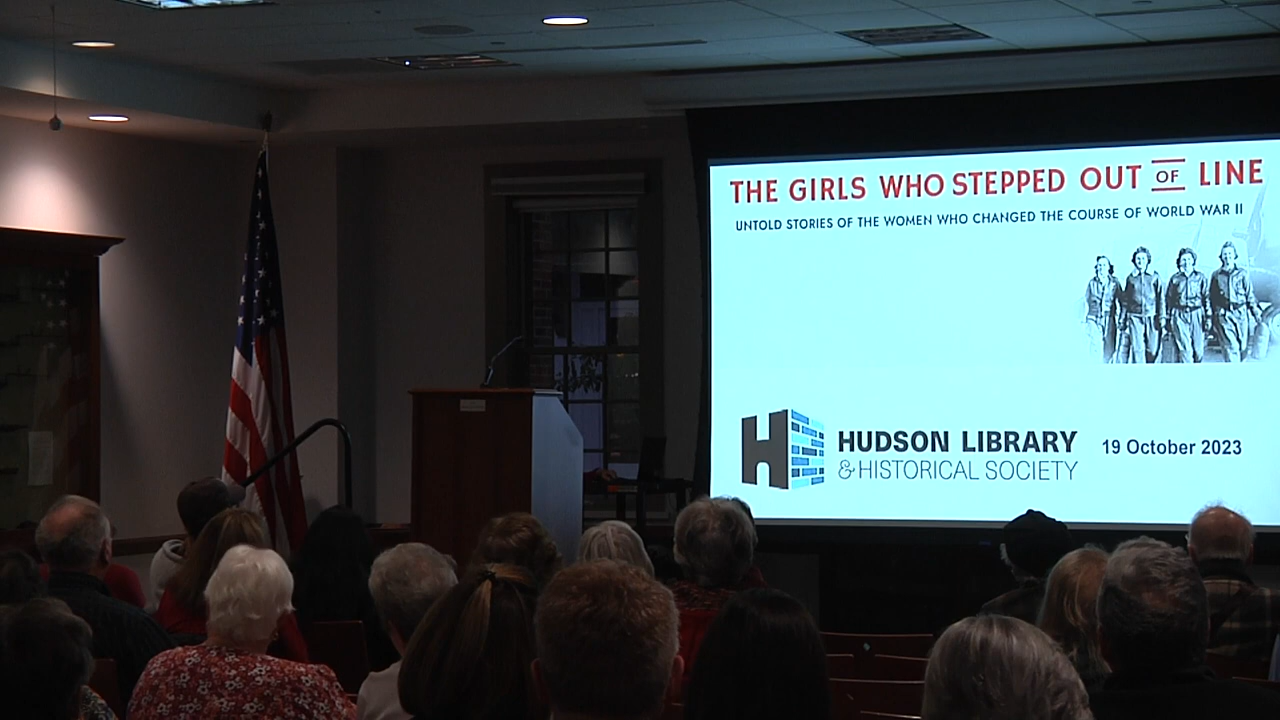 THE GIRLS WHO STEPPED OUT OF LINE
UNTOLD STORIES OF THE WOMEN WHO CHANGED THE COURSE OF WORLD WAR II
HUDSON LIBRARY
& HISTORICAL SOCIETY
19 October 2023